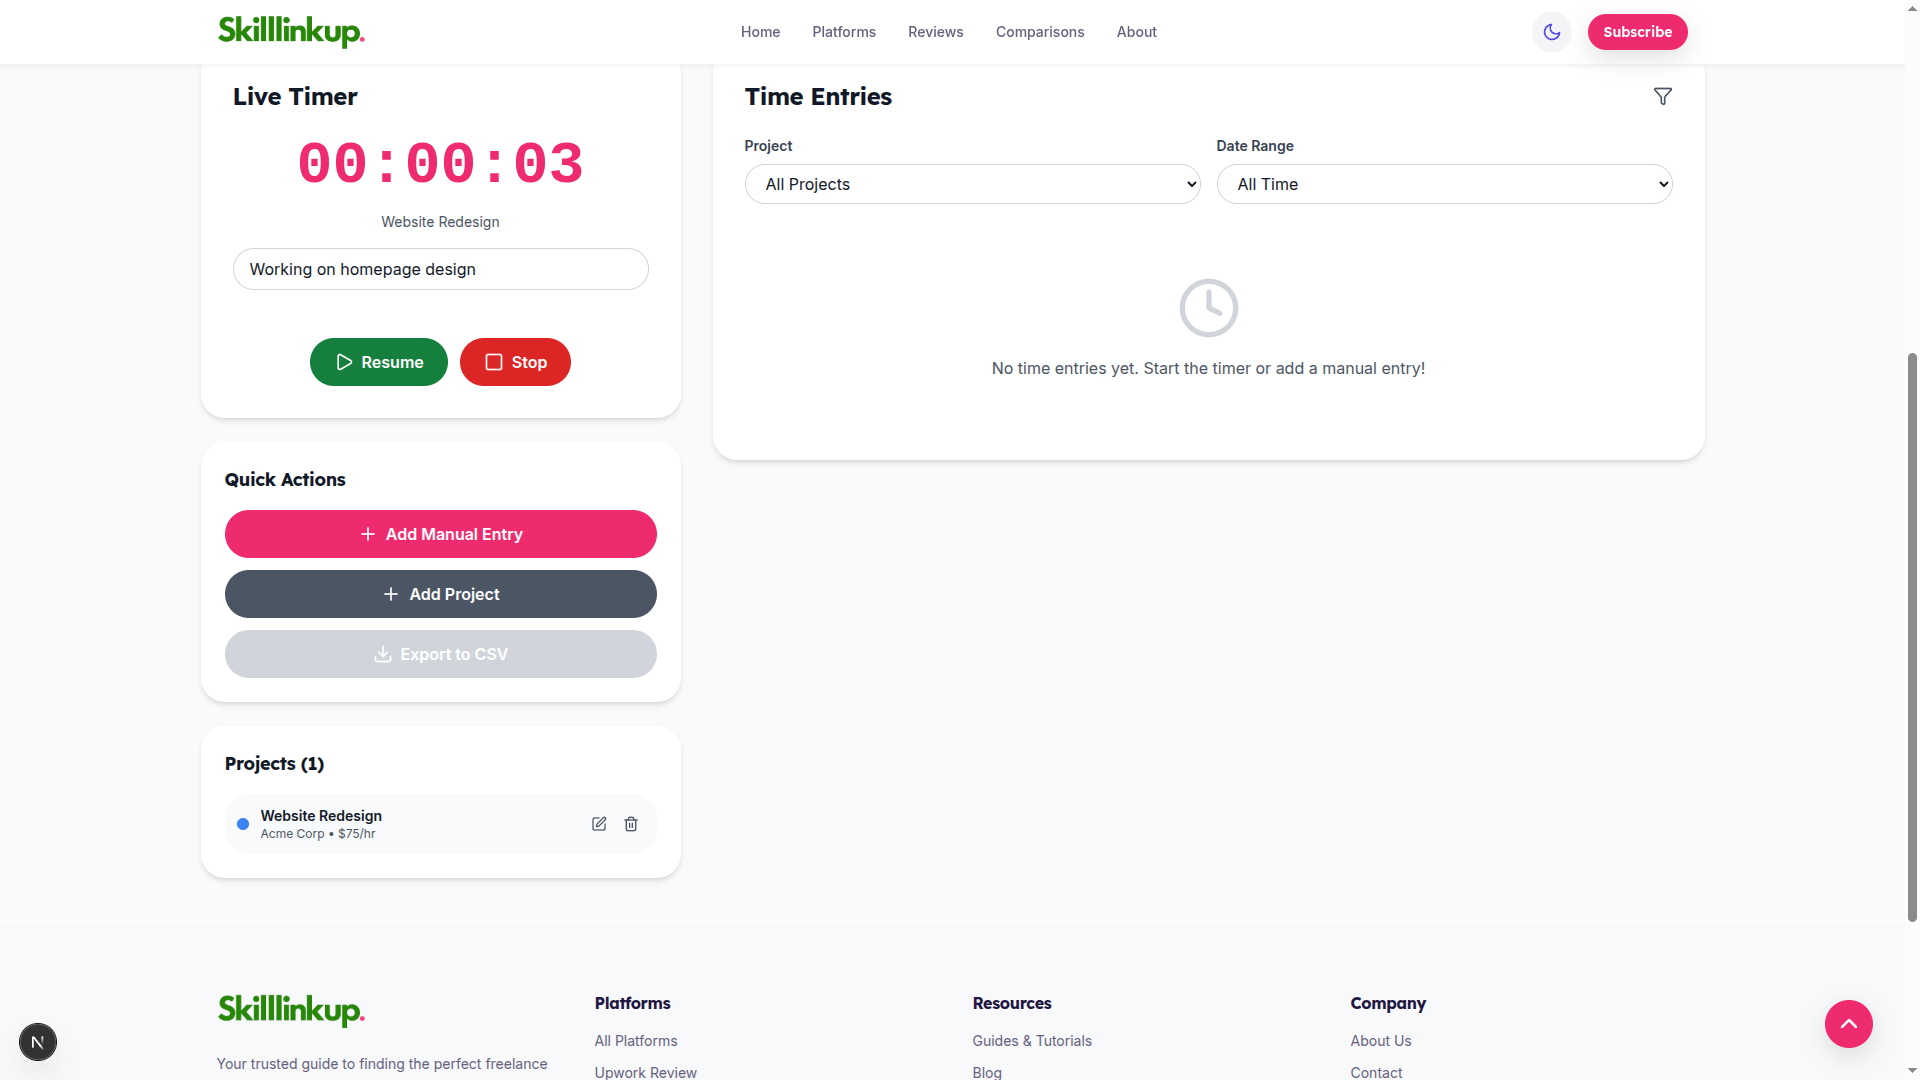 Skilllinkup.
Home
Platforms
Reviews
Comparisons
About
Subscribe
Live Timer
00:00:03
Website Redesign
Working on homepage design
Resume
Stop
Time Entries
Project
Date Range
All Projects
All Time
No time entries yet. Start the timer or add a manual entry!
Quick Actions
Add Manual Entry
Add Project
Export to CSV
Projects (1)
Website Redesign
Acme Corp • $75/hr
Skilllinkup.
Your trusted guide to finding the perfect freelance
Platforms
All Platforms
Upwork Review
Resources
Guides & Tutorials
Blog
Company
About Us
Contact
N